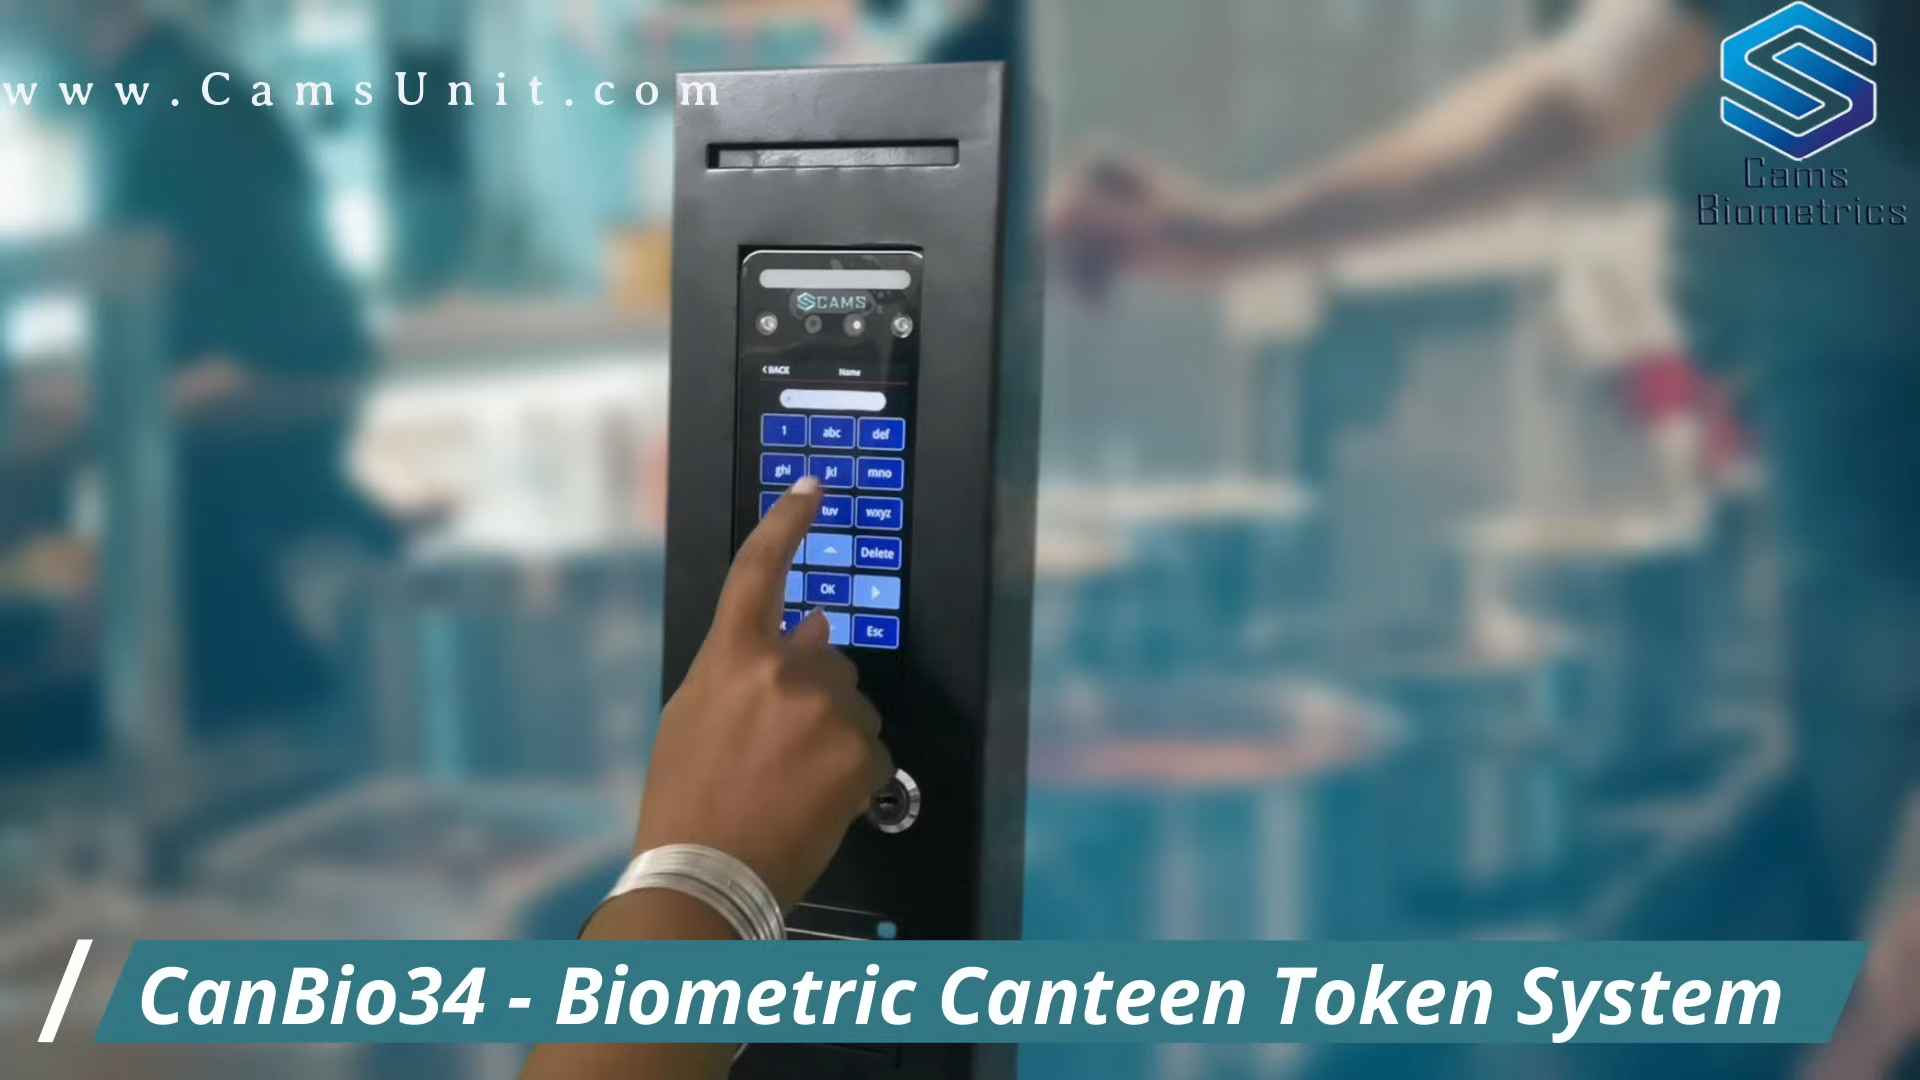 www.CamsUnit.com
Cams
Biometrics
CAMS
< BACK Name
1 abc def
ghi jkl mno
tuv wxyz
Delete
OK
Esc
CanBio34 - Biometric Canteen Token System